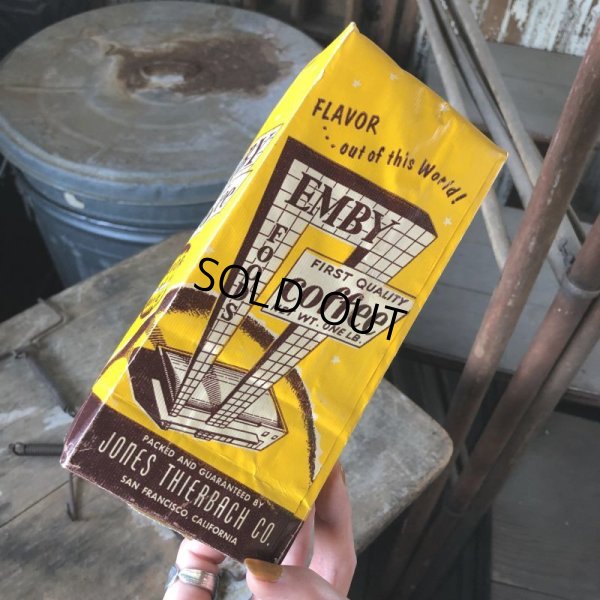 FLAVOR
...out of this World!
EMBY
FOODS
FIRST QUALITY
Coffee
WT. ONE LB.
SOLD OUT
PACKED AND GUARANTEED BY
JONES THIERBACH CO.
SAN FRANCISCO CALIFORNIA